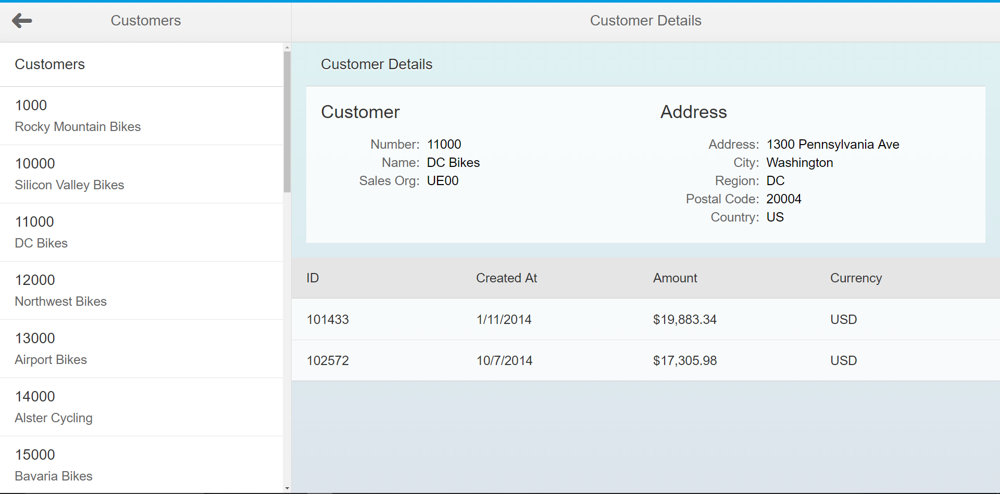 Customers
Customer Details
Customers
1000
Rocky Mountain Bikes
10000
Silicon Valley Bikes
11000
DC Bikes
12000
Northwest Bikes
13000
Airport Bikes
14000
Alster Cycling
15000
Bavaria Bikes
Customer Details
Customer
Number: 11000
Name: DC Bikes
Sales Org: UE00
Address
Address: 1300 Pennsylvania Ave
City: Washington
Region: DC
Postal Code: 20004
Country: US
ID Created At Amount Currency
101433 1/11/2014 $19,883.34 USD
102572 10/7/2014 $17,305.98 USD